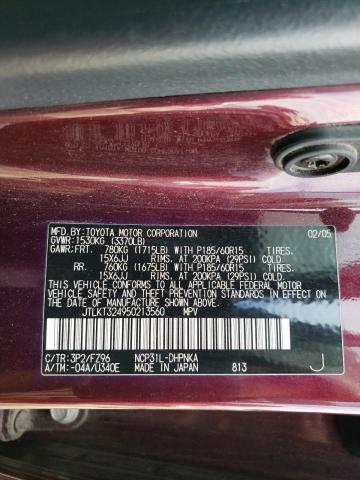 MFD.BY:TOYOTA MOTOR CORPORATION 02/05
GVWR:1530KG (3370LB)
GAWR:FRT. 780KG (1715LB) WITH P185/60R15 TIRES,
15X6JJ RIMS, AT 200KPA (29PSI) COLD
RR. 760KG (1675LB) WITH P185/60R15 TIRES,
15X6JJ RIMS, AT 200KPA (29PSI) COLD
THIS VEHICLE CONFORMS TO ALL APPLICABLE
FEDERAL MOTOR VEHICLE SAFETY STANDARDS IN EFFECT ON
THE DATE OF MANUFACTURE SHOWN ABOVE.
JTLKT324950213560 MPV
C/TR:3P2/FZ96 NCP31L-DHPNKA J
A/TM:-04A/U340E MADE IN JAPAN 813